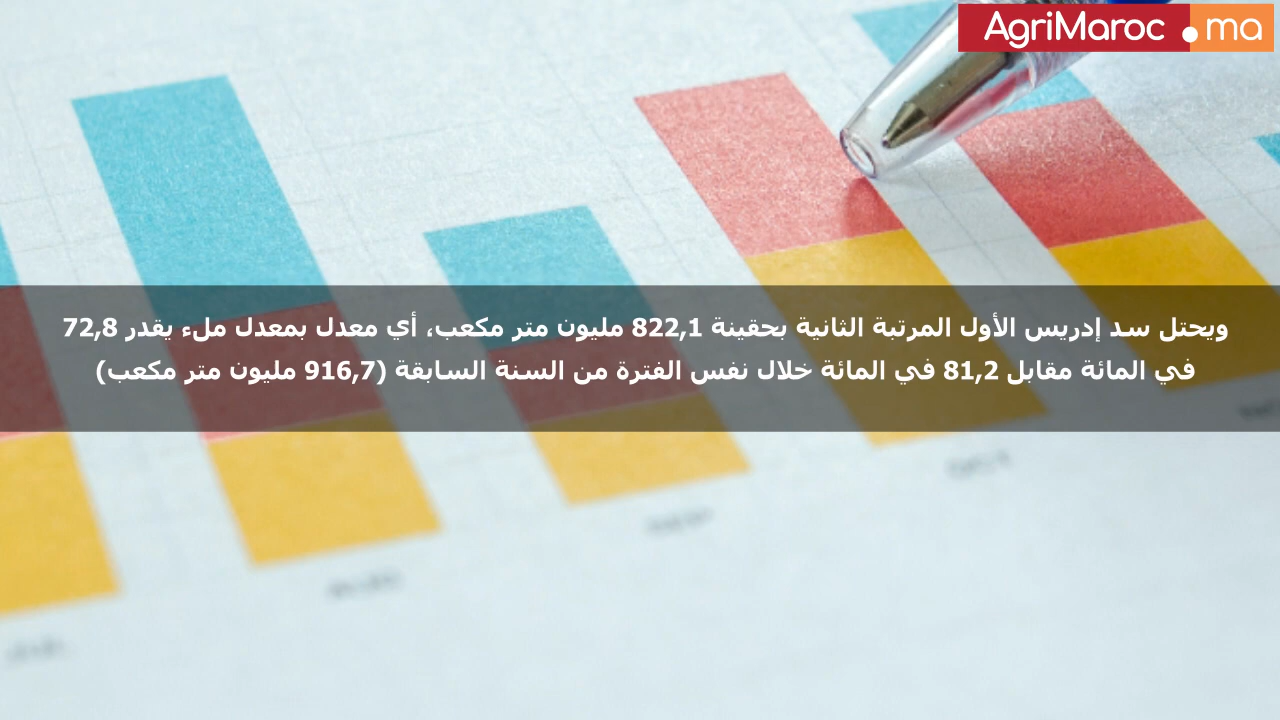 AgriMaroc.ma
ويحتل سد إدريس الأول المرتبة الثانية بحقينة 822,1 مليون متر مكعب، أي معدل بمعدل ملء يقدر 72,8
في المائة مقابل 81,2 في المائة خلال نفس الفترة من السنة السابقة (916,7 مليون متر مكعب)